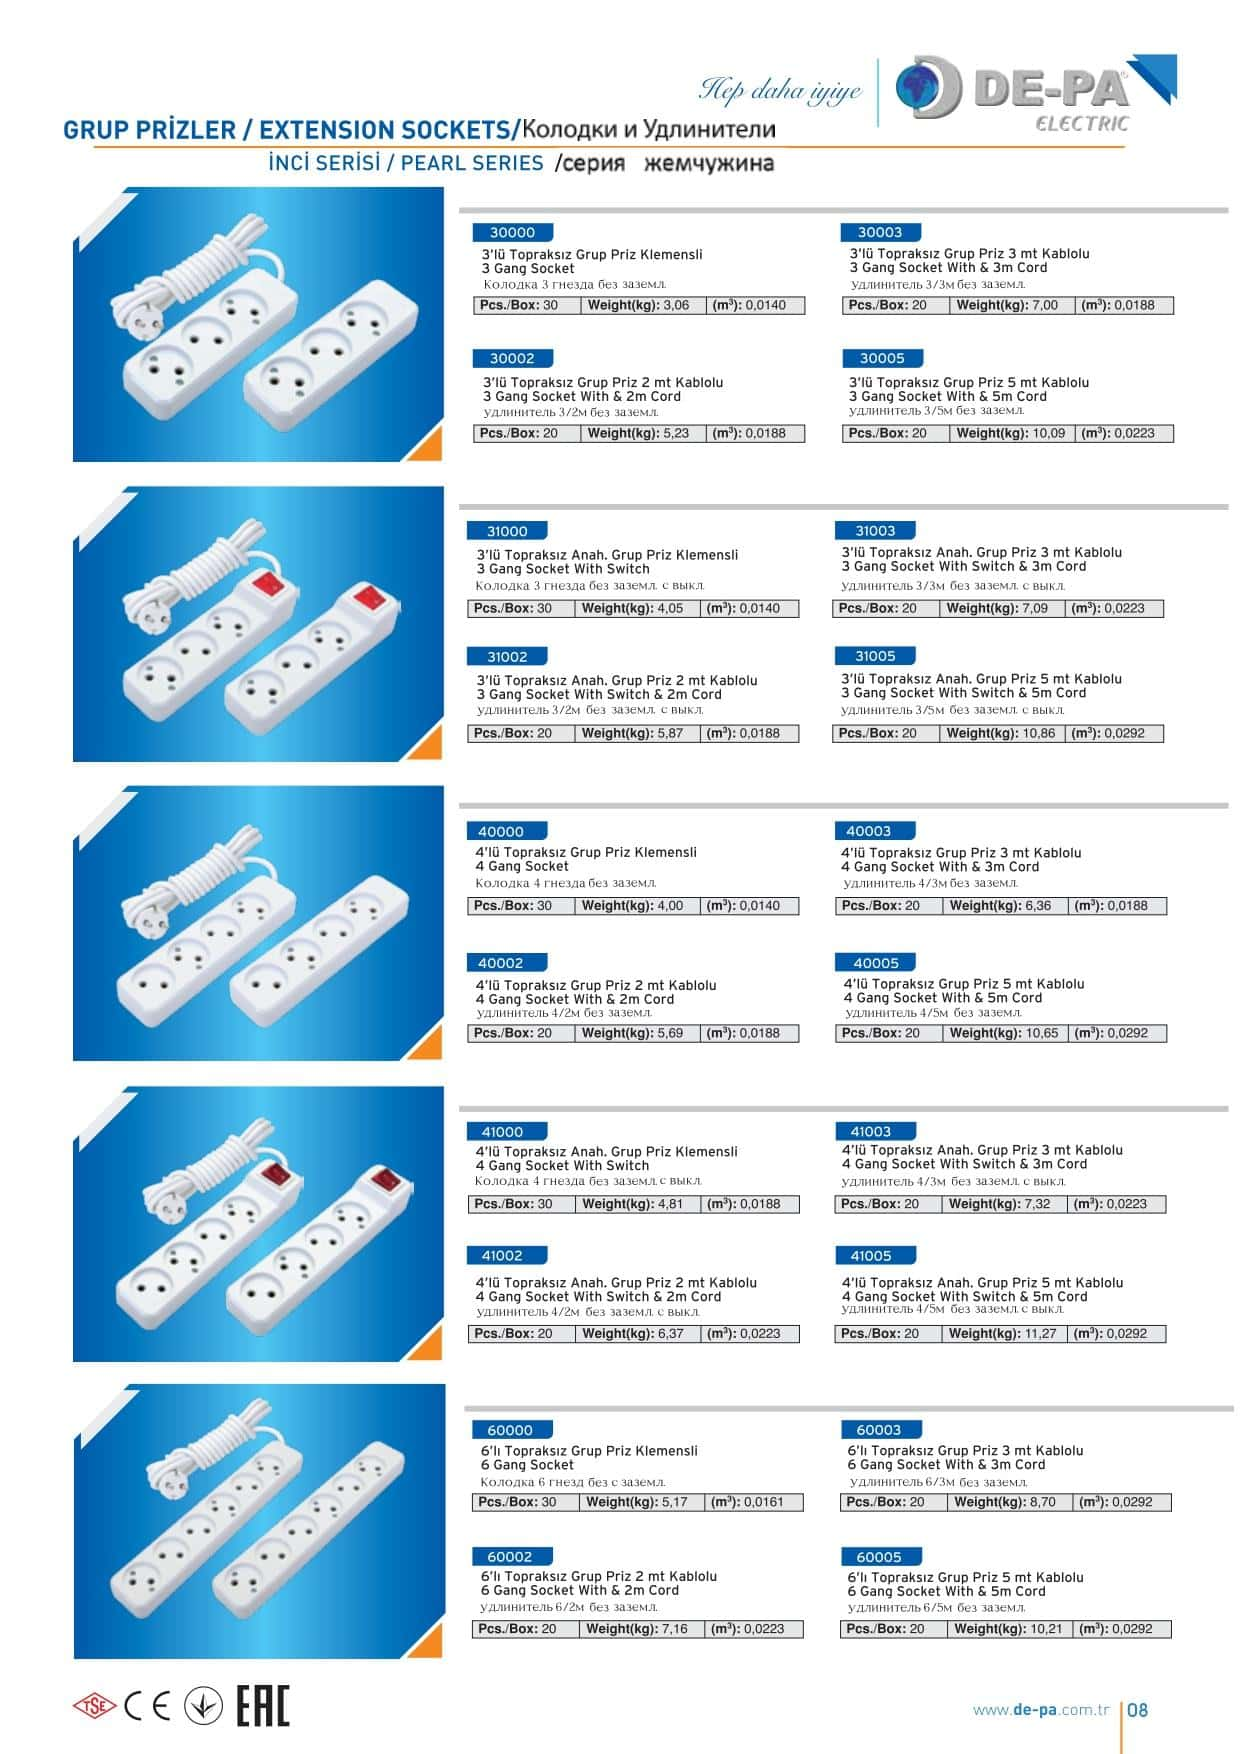 Hep daha iyiye
DE-PA®
ELECTRIC
GRUP PRİZLER / EXTENSION SOCKETS/Колодки и Удлинители
İNCİ SERİSİ / PEARL SERIES /серия жемчужина
30000
3'lü Topraksız Grup Priz Klemensli
3 Gang Socket
Колодка 3 гнезда без заземл.
Pcs./Box: 30 Weight(kg): 3,06 (m³): 0,0140
30003
3'lü Topraksız Grup Priz 3 mt Kablolu
3 Gang Socket With & 3m Cord
удлинитель 3/3м без заземл.
Pcs./Box: 20 Weight(kg): 7,00 (m³): 0,0188
30002
3'lü Topraksız Grup Priz 2 mt Kablolu
3 Gang Socket With & 2m Cord
удлинитель 3/2м без заземл.
Pcs./Box: 20 Weight(kg): 5,23 (m³): 0,0188
30005
3'lü Topraksız Grup Priz 5 mt Kablolu
3 Gang Socket With & 5m Cord
удлинитель 3/5м без заземл.
Pcs./Box: 20 Weight(kg): 10,09 (m³): 0,0223
31000
3'lü Topraksız Anah. Grup Priz Klemensli
3 Gang Socket With Switch
Колодка 3 гнезда без заземл. с выкл.
Pcs./Box: 30 Weight(kg): 4,05 (m³): 0,0140
31003
3'lü Topraksız Anah. Grup Priz 3 mt Kablolu
3 Gang Socket With Switch & 3m Cord
удлинитель 3/3м без заземл. с выкл.
Pcs./Box: 20 Weight(kg): 7,09 (m³): 0,0223
31002
3'lü Topraksız Anah. Grup Priz 2 mt Kablolu
3 Gang Socket With Switch & 2m Cord
удлинитель 3/2м без заземл. с выкл.
Pcs./Box: 20 Weight(kg): 5,87 (m³): 0,0188
31005
3'lü Topraksız Anah. Grup Priz 5 mt Kablolu
3 Gang Socket With Switch & 5m Cord
удлинитель 3/5м без заземл. с выкл.
Pcs./Box: 20 Weight(kg): 10,86 (m³): 0,0292
40000
4'lü Topraksız Grup Priz Klemensli
4 Gang Socket
Колодка 4 гнезда без заземл.
Pcs./Box: 30 Weight(kg): 4,00 (m³): 0,0140
40003
4'lü Topraksız Grup Priz 3 mt Kablolu
4 Gang Socket With & 3m Cord
удлинитель 4/3м без заземл.
Pcs./Box: 20 Weight(kg): 6,36 (m³): 0,0188
40002
4'lü Topraksız Grup Priz 2 mt Kablolu
4 Gang Socket With & 2m Cord
удлинитель 4/2м без заземл.
Pcs./Box: 20 Weight(kg): 5,69 (m³): 0,0188
40005
4'lü Topraksız Grup Priz 5 mt Kablolu
4 Gang Socket With & 5m Cord
удлинитель 4/5м без заземл.
Pcs./Box: 20 Weight(kg): 10,65 (m³): 0,0292
41000
4'lü Topraksız Anah. Grup Priz Klemensli
4 Gang Socket With Switch
Колодка 4 гнезда без заземл. с выкл.
Pcs./Box: 30 Weight(kg): 4,81 (m³): 0,0188
41003
4'lü Topraksız Anah. Grup Priz 3 mt Kablolu
4 Gang Socket With Switch & 3m Cord
удлинитель 4/3м без заземл. с выкл.
Pcs./Box: 20 Weight(kg): 7,32 (m³): 0,0223
41002
4'lü Topraksız Anah. Grup Priz 2 mt Kablolu
4 Gang Socket With Switch & 2m Cord
удлинитель 4/2м без заземл. с выкл.
Pcs./Box: 20 Weight(kg): 6,37 (m³): 0,0223
41005
4'lü Topraksız Anah. Grup Priz 5 mt Kablolu
4 Gang Socket With Switch & 5m Cord
удлинитель 4/5м без заземл. с выкл.
Pcs./Box: 20 Weight(kg): 11,27 (m³): 0,0292
60000
6'lı Topraksız Grup Priz Klemensli
6 Gang Socket
Колодка 6 гнезд без с заземл.
Pcs./Box: 30 Weight(kg): 5,17 (m³): 0,0161
60003
6'lı Topraksız Grup Priz 3 mt Kablolu
6 Gang Socket With & 3m Cord
удлинитель 6/3м без заземл.
Pcs./Box: 20 Weight(kg): 8,70 (m³): 0,0292
60002
6'lı Topraksız Grup Priz 2 mt Kablolu
6 Gang Socket With & 2m Cord
удлинитель 6/2м без заземл.
Pcs./Box: 20 Weight(kg): 7,16 (m³): 0,0223
60005
6'lı Topraksız Grup Priz 5 mt Kablolu
6 Gang Socket With & 5m Cord
удлинитель 6/5м без заземл.
Pcs./Box: 20 Weight(kg): 10,21 (m³): 0,0292
TSE CE EAC
www.de-pa.com.tr 08